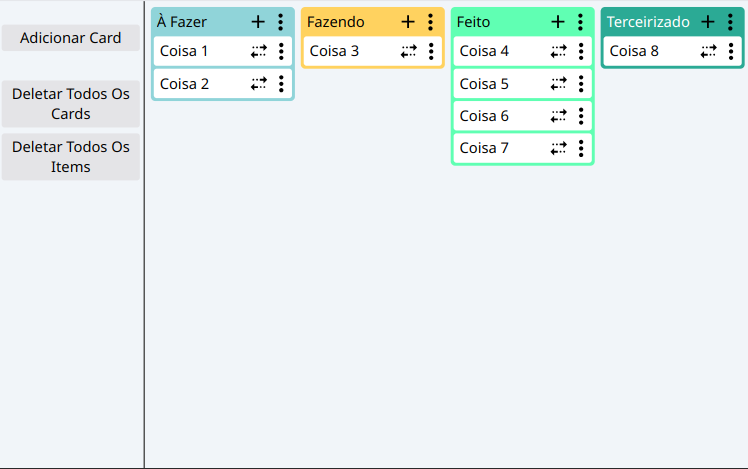 Adicionar Card
Deletar Todos Os
Cards
Deletar Todos Os
Items
À Fazer
Coisa 1
Coisa 2
Fazendo
Coisa 3
Feito
Coisa 4
Coisa 5
Coisa 6
Coisa 7
Terceirizado
Coisa 8